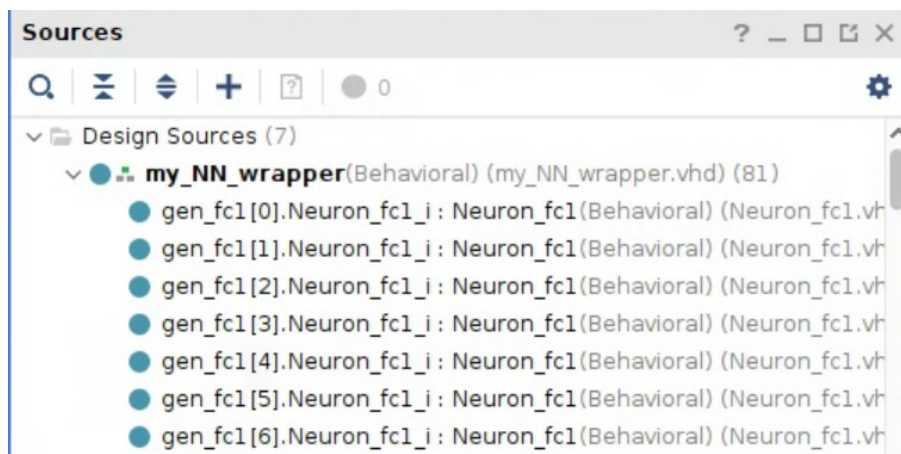 Sources
0
Design Sources (7)
my_NN_wrapper(Behavioral) (my_NN_wrapper.vhd) (81)
gen_fc1[0].Neuron_fc1_i : Neuron_fc1(Behavioral) (Neuron_fc1.vh
gen_fc1[1].Neuron_fc1_i : Neuron_fc1(Behavioral) (Neuron_fc1.vh
gen_fc1[2].Neuron_fc1_i : Neuron_fc1(Behavioral) (Neuron_fc1.vh
gen_fc1[3].Neuron_fc1_i : Neuron_fc1(Behavioral) (Neuron_fc1.vh
gen_fc1[4].Neuron_fc1_i : Neuron_fc1(Behavioral) (Neuron_fc1.vh
gen_fc1[5].Neuron_fc1_i : Neuron_fc1(Behavioral) (Neuron_fc1.vh
gen_fc1[6].Neuron_fc1_i : Neuron_fc1(Behavioral) (Neuron_fc1.vh